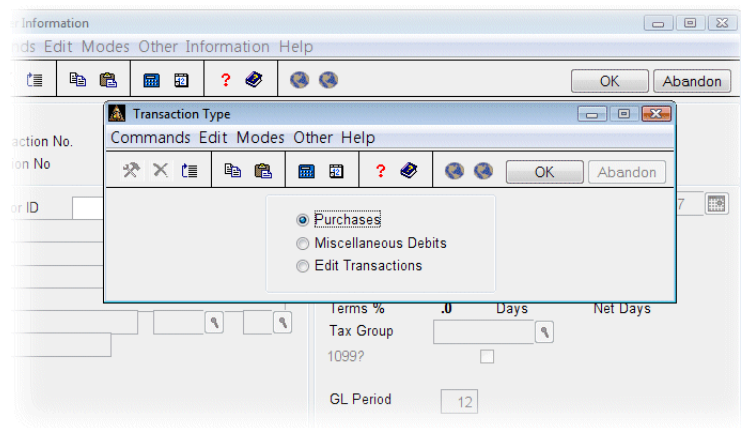 Information
Edit Modes Other Information Help
OK Abandon
Transaction Type
Commands Edit Modes Other Help
OK Abandon
action No.
ion No
or ID
7
Purchases
Miscellaneous Debits
Edit Transactions
Terms % .0 Days Net Days
Tax Group
1099?
GL Period 12